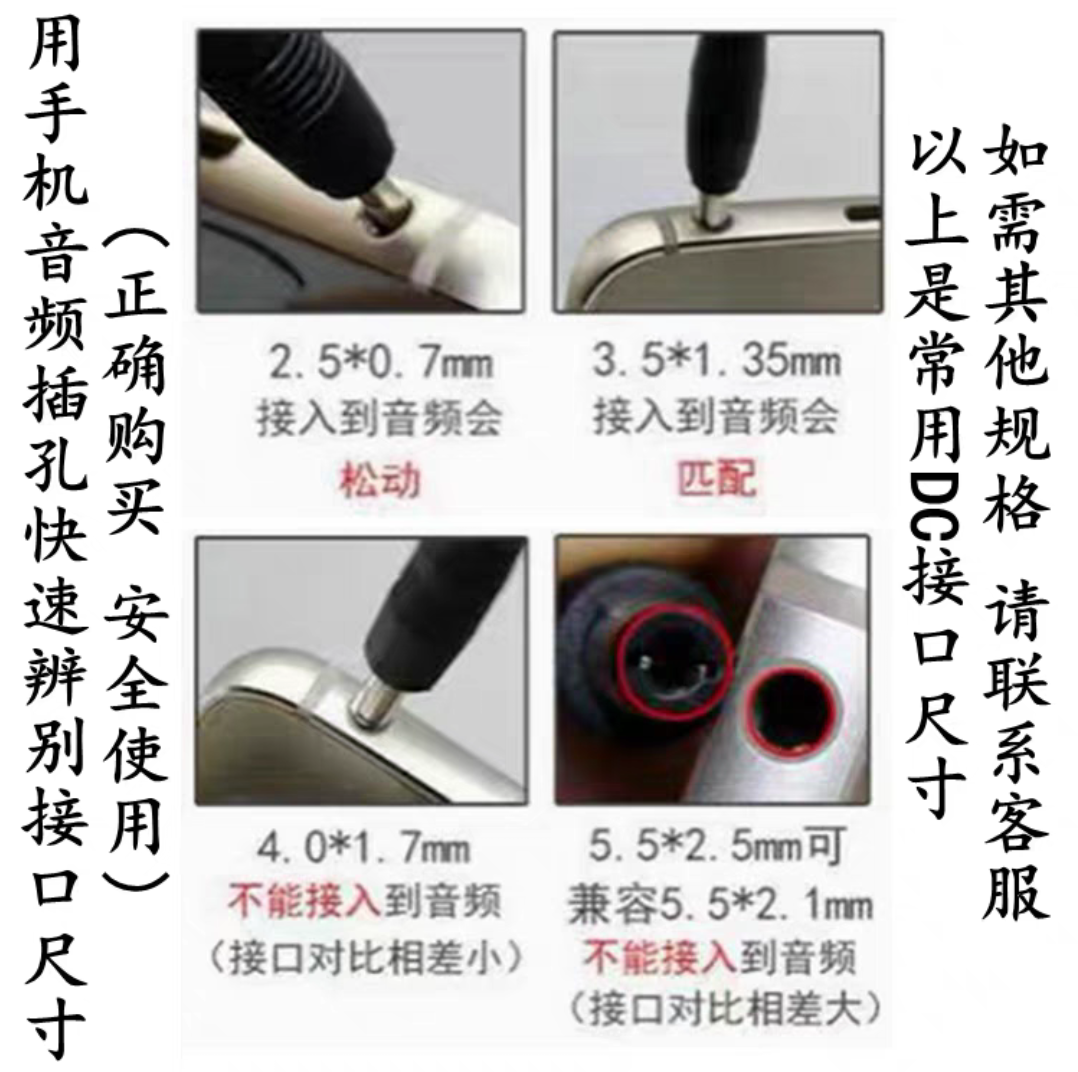 用手机音频插孔快速辨别接口尺寸
（正确购买 安全使用）
2.5*0.7mm
接入到音频会
松动
3.5*1.35mm
接入到音频会
匹配
4.0*1.7mm
不能接入到音频
（接口对比相差小）
5.5*2.5mm可
兼容5.5*2.1mm
不能接入到音频
（接口对比相差大）
以上是常用DC接口尺寸
如需其他规格 请联系客服